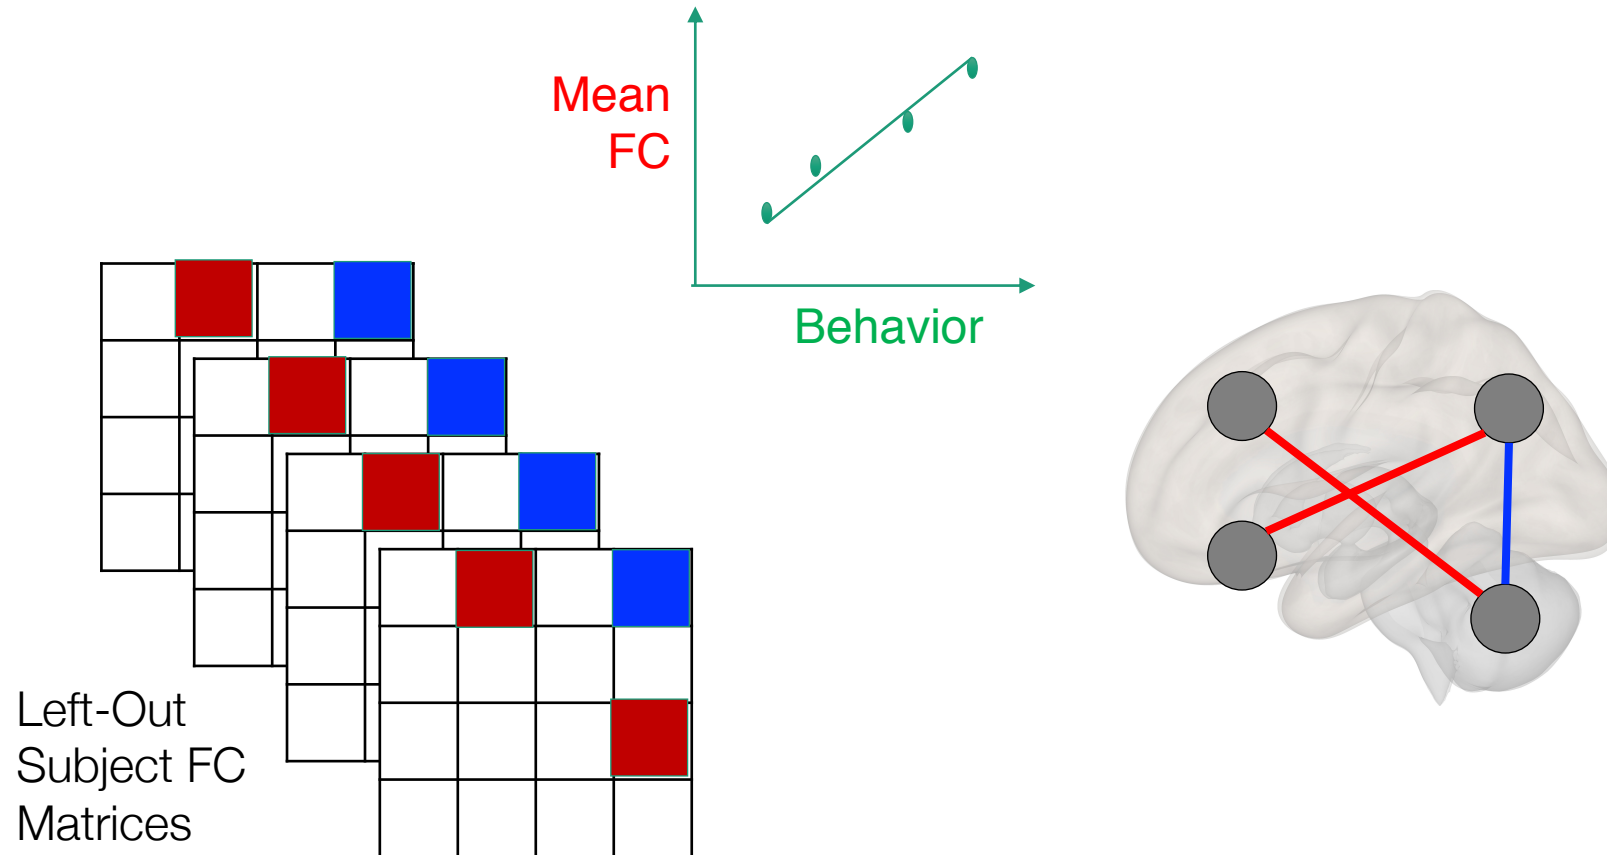 Mean
FC
Behavior
Left-Out
Subject FC
Matrices